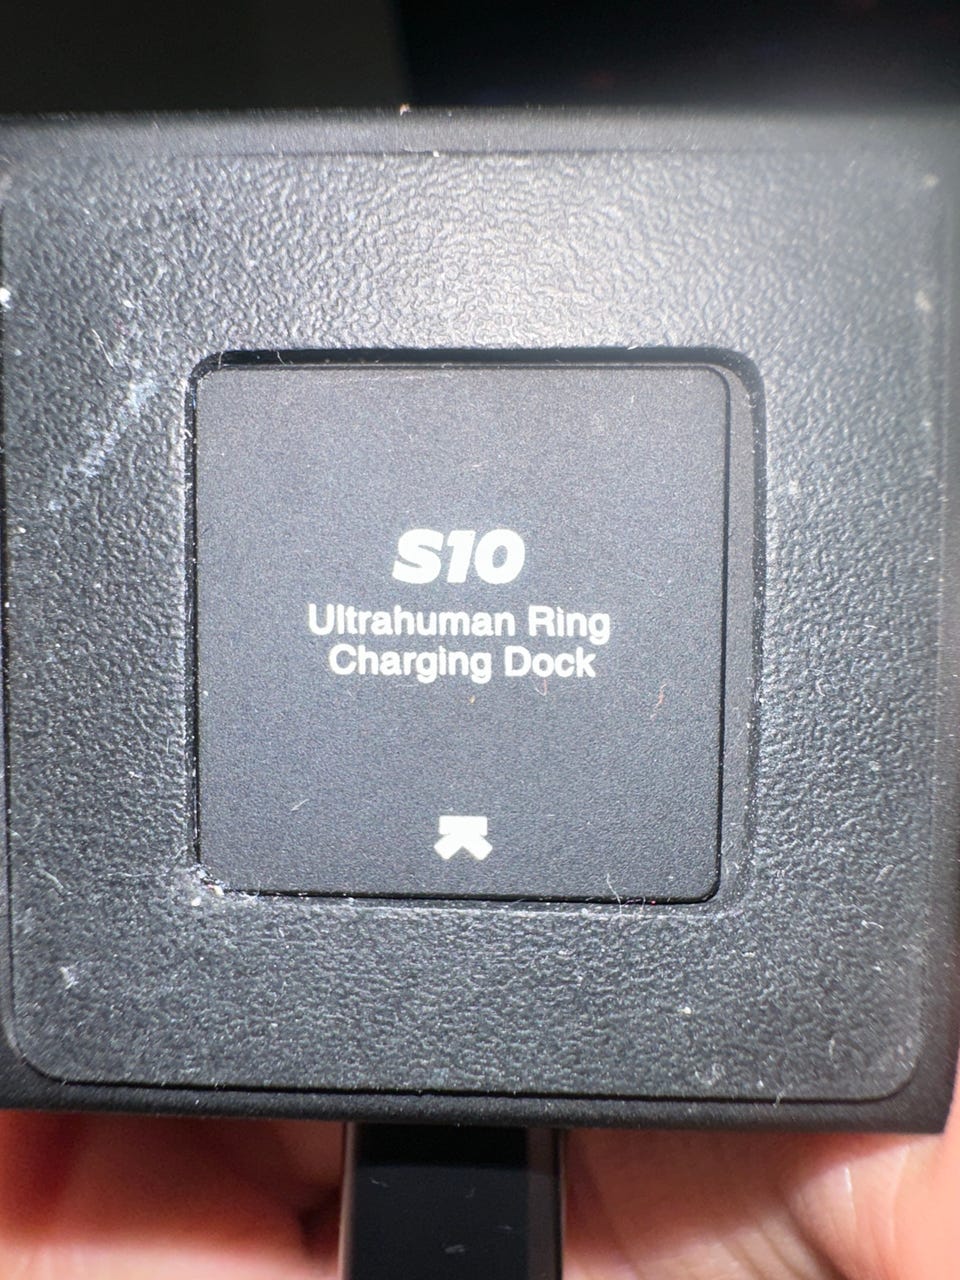 S10
Ultrahuman Ring
Charging Dock